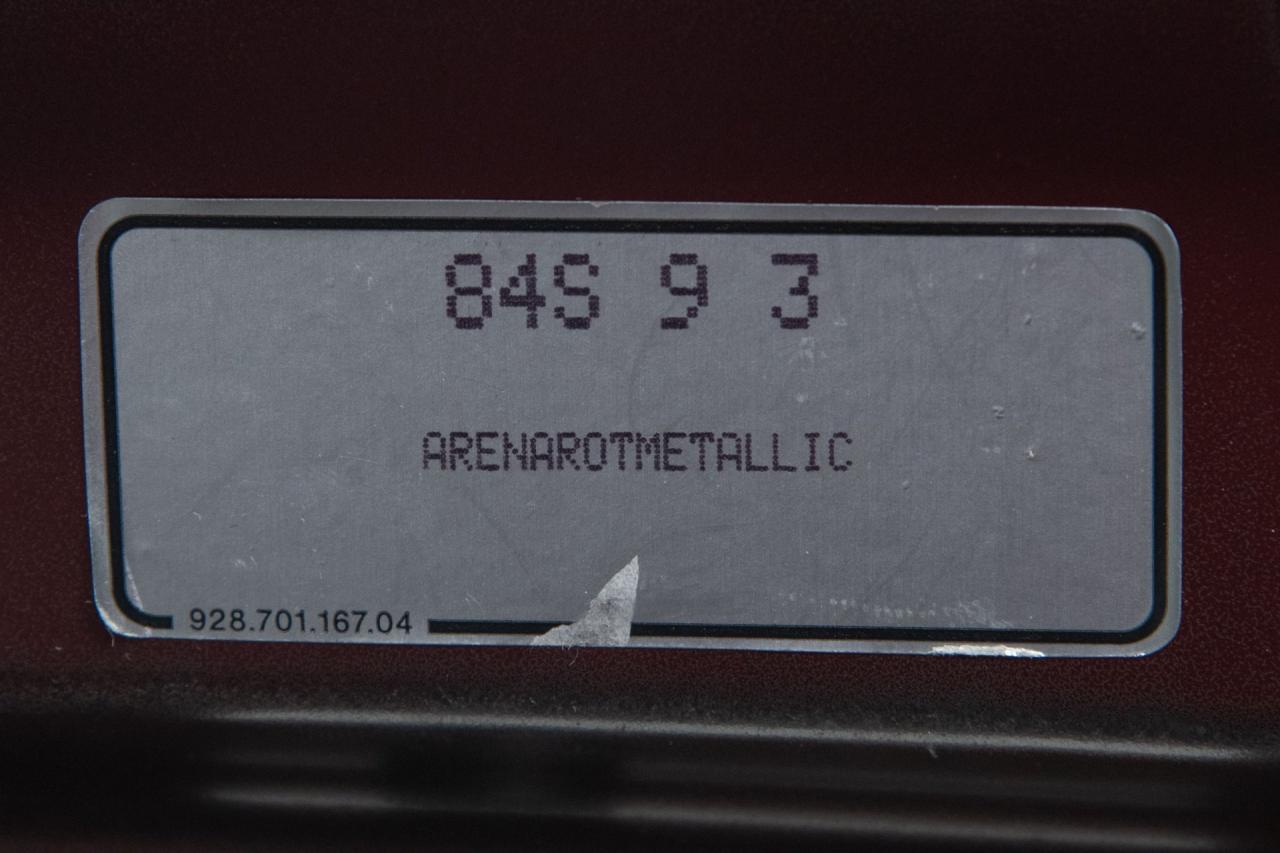 84S 9 3
ARENAROTMETALLIC
928.701.167.04